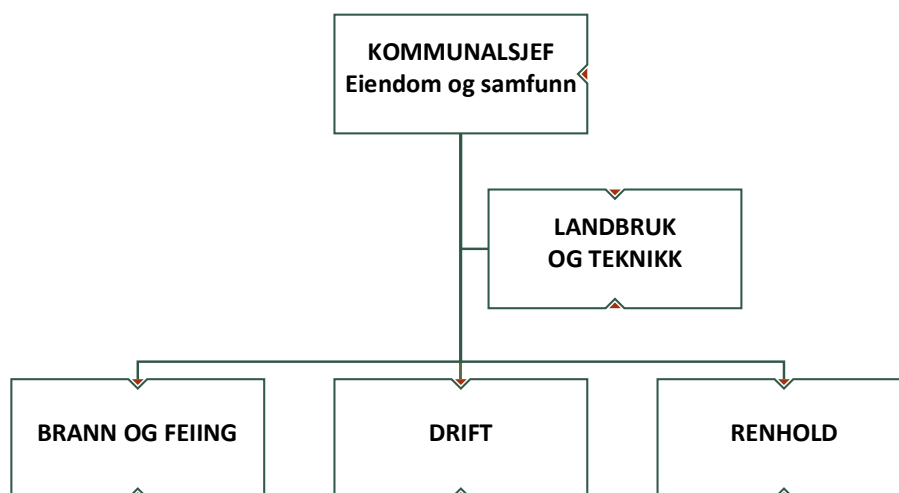 KOMMUNALSJEF
Eiendom og samfunn
LANDBRUK
OG TEKNIKK
BRANN OG FEIING
DRIFT
RENHOLD